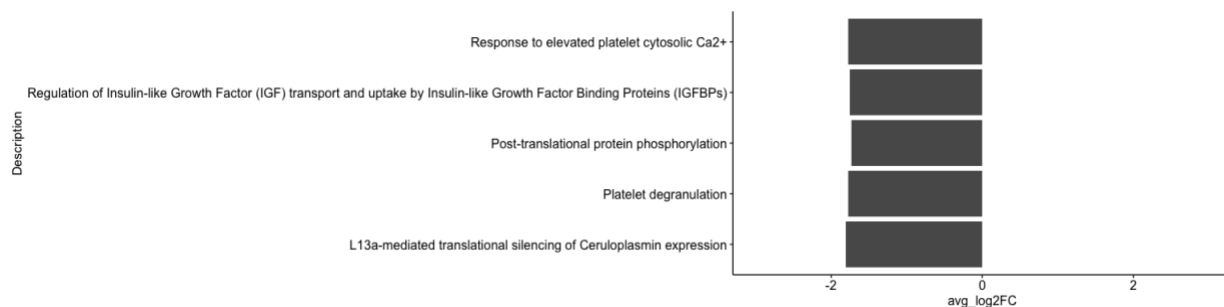 Response to elevated platelet cytosolic Ca2+
Regulation of Insulin-like Growth Factor (IGF) transport and uptake by Insulin-like Growth Factor Binding Proteins (IGFBPs)
Description
Post-translational protein phosphorylation
Platelet degranulation
L13a-mediated translational silencing of Ceruloplasmin expression
-2 0 2
avg_log2FC